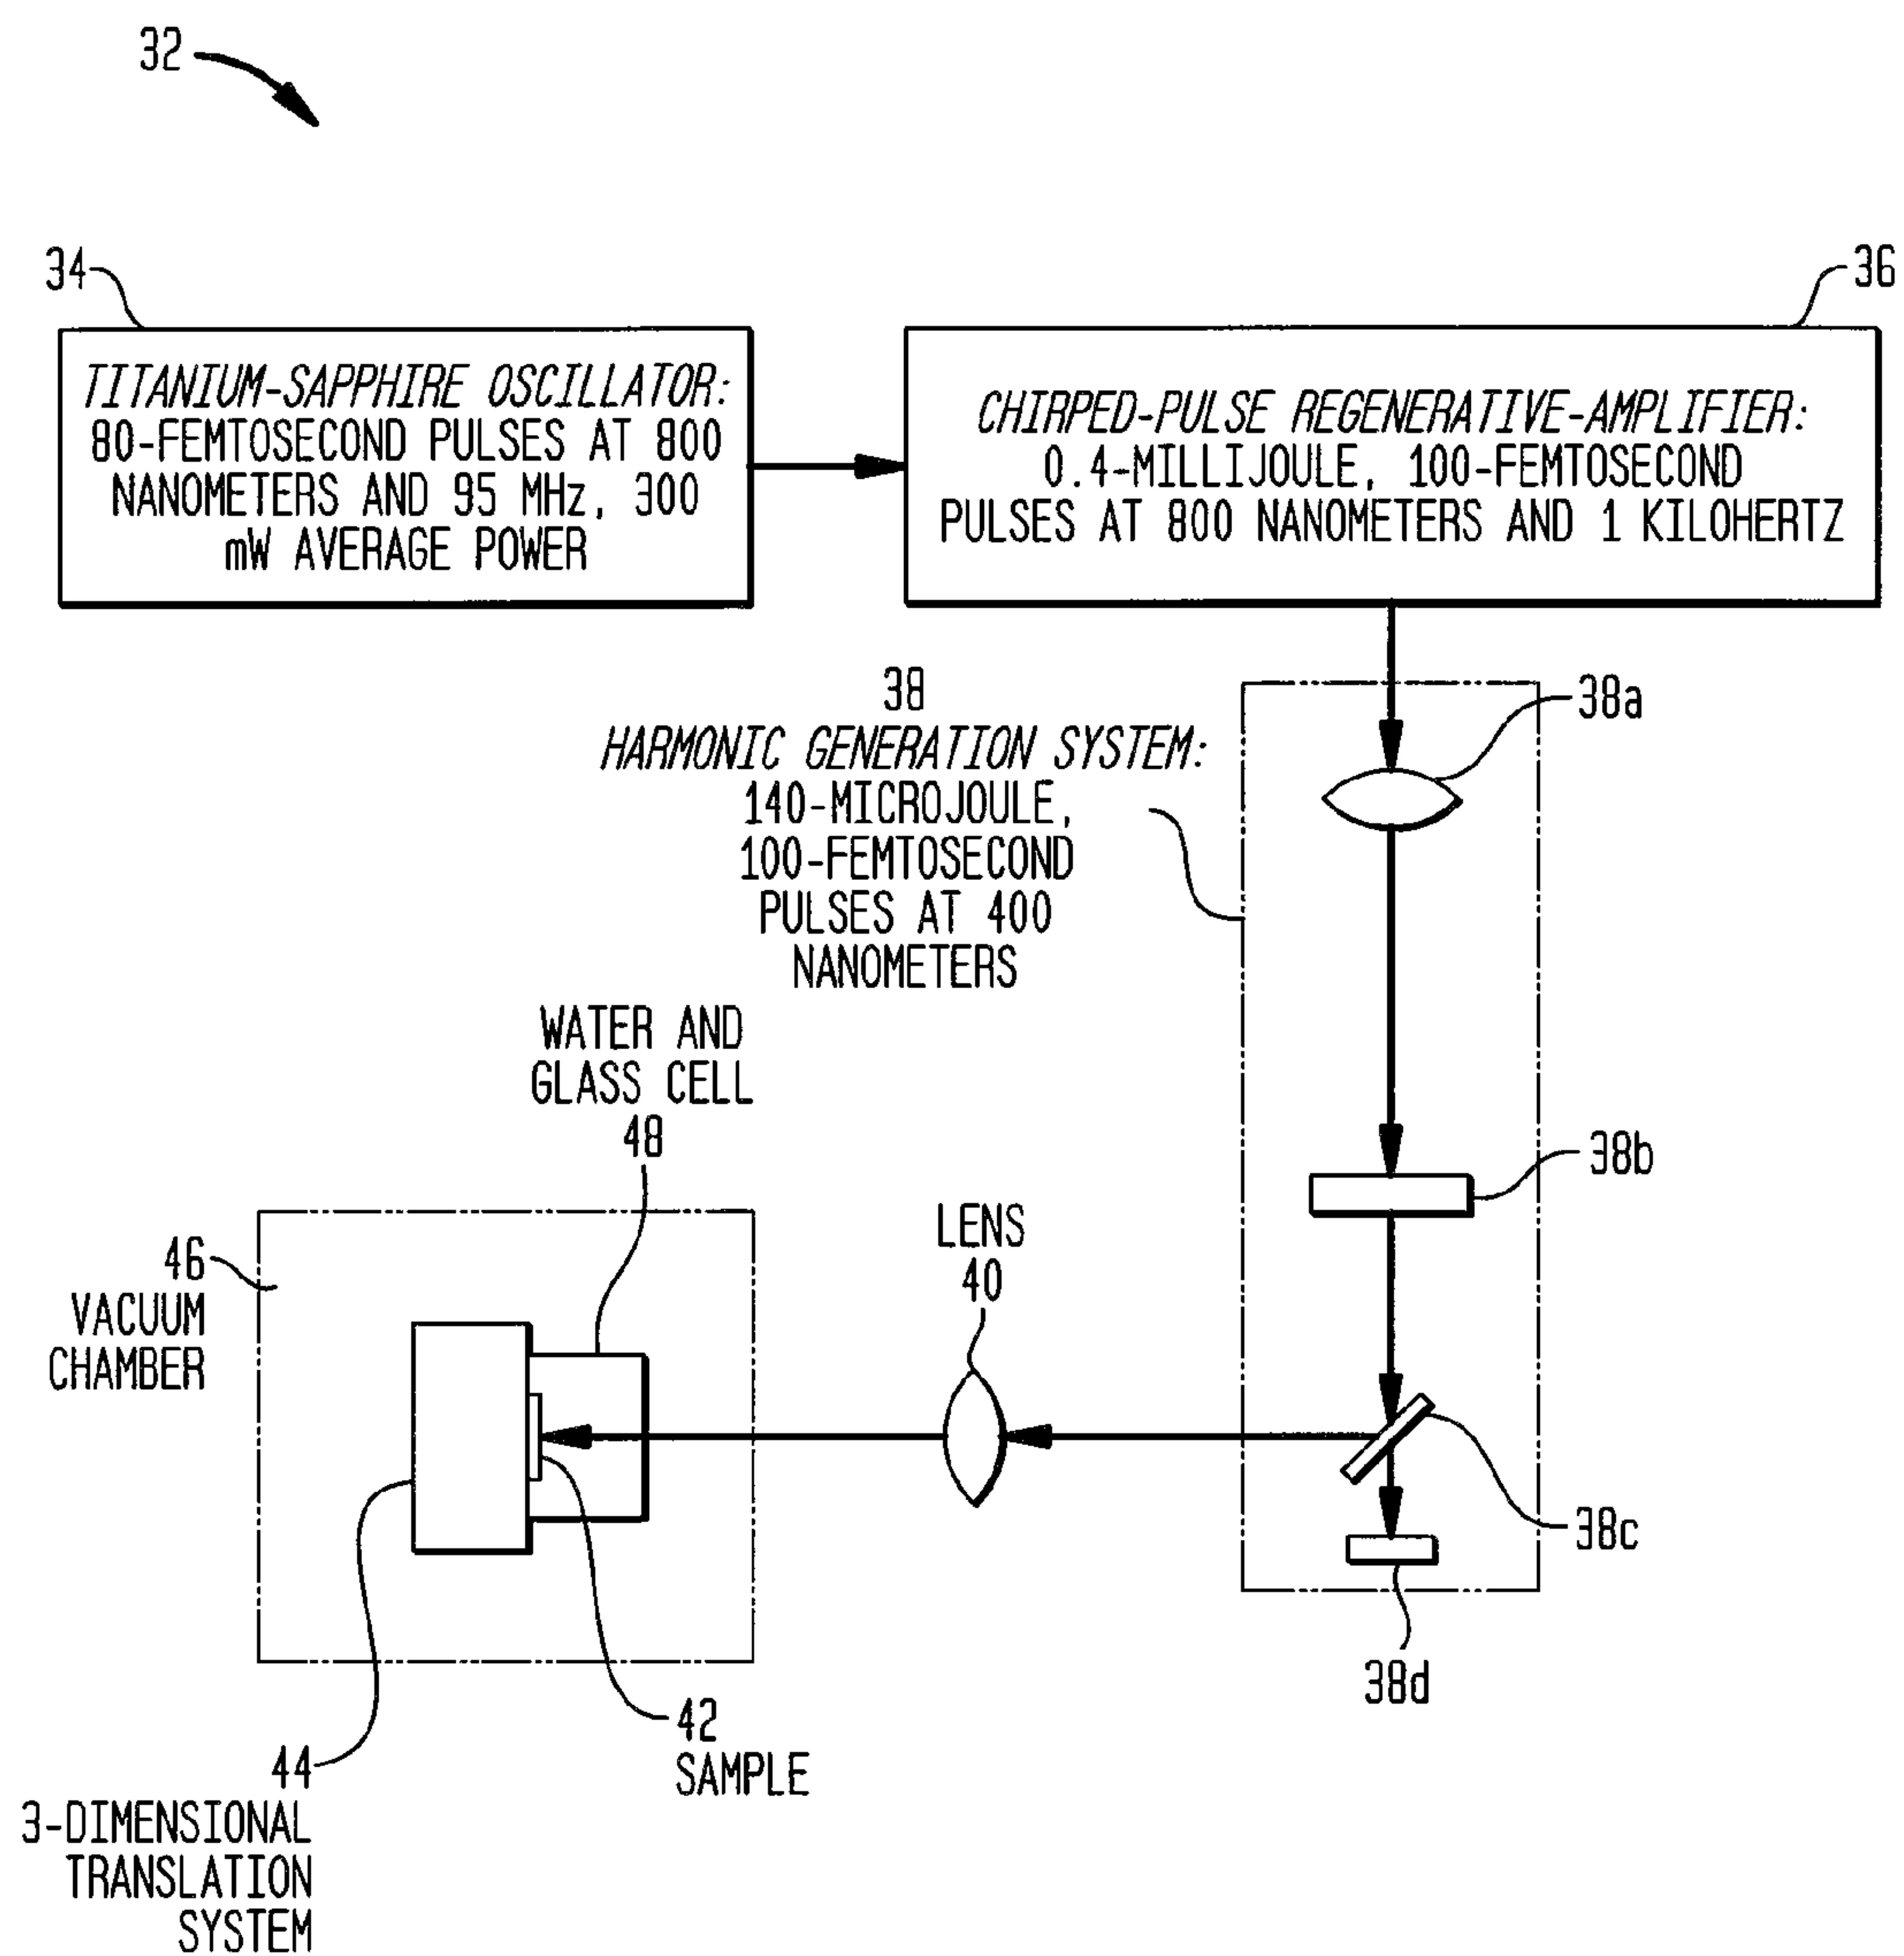 32
34
36
TITANIUM-SAPPHIRE OSCILLATOR:
80-FEMTOSECOND PULSES AT 800
NANOMETERS AND 95 MHz, 300
mW AVERAGE POWER
CHIRPED-PULSE REGENERATIVE-AMPLIFIER:
0.4-MILLIJOULE, 100-FEMTOSECOND
PULSES AT 800 NANOMETERS AND 1 KILOHERTZ
38
HARMONIC GENERATION SYSTEM:
140-MICROJOULE,
100-FEMTOSECOND
PULSES AT 400
NANOMETERS
38a
WATER AND
GLASS CELL
48
38b
LENS
40
46
VACUUM
CHAMBER
38c
38d
42
SAMPLE
44
3-DIMENSIONAL
TRANSLATION
SYSTEM